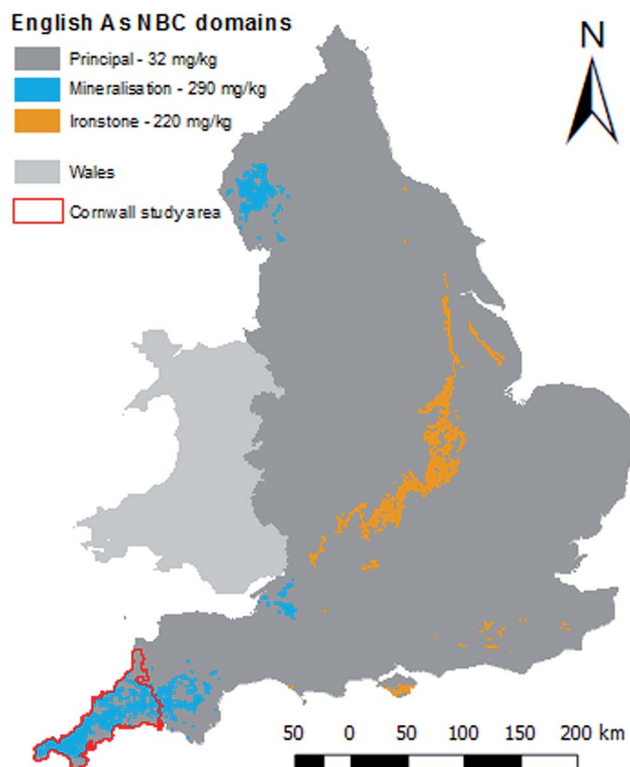 English As NBC domains
Principal - 32 mg/kg
Mineralisation - 290 mg/kg
Ironstone - 220 mg/kg
Wales
Cornwall study area
N
50 0 50 100 150 200 km